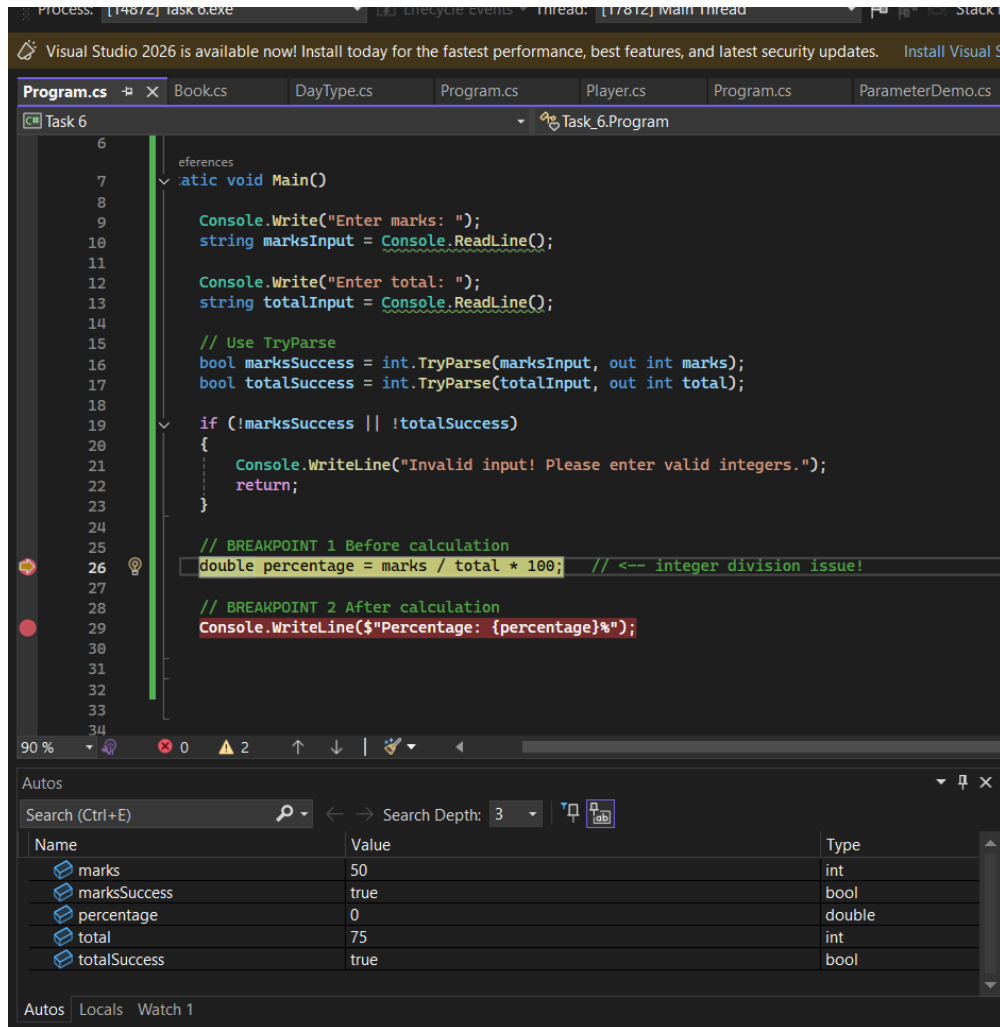 Process: [14872] Task 6.exe Lifecycle Events Thread: [17812] Main Thread Stack
Visual Studio 2026 is available now! Install today for the fastest performance, best features, and latest security updates. Install Visual S
Program.cs Book.cs DayType.cs Program.cs Player.cs Program.cs ParameterDemo.cs
C# Task 6 Task_6.Program
6
eferences
7 :atic void Main()
8
9 Console.Write("Enter marks: ");
10 string marksInput = Console.ReadLine();
11
12 Console.Write("Enter total: ");
13 string totalInput = Console.ReadLine();
14
15 // Use TryParse
16 bool marksSuccess = int.TryParse(marksInput, out int marks);
17 bool totalSuccess = int.TryParse(totalInput, out int total);
18
19 if (!marksSuccess || !totalSuccess)
20 {
21 Console.WriteLine("Invalid input! Please enter valid integers.");
22 return;
23 }
24
25 // BREAKPOINT 1 Before calculation
26 double percentage = marks / total * 100; // <-- integer division issue!
27
28 // BREAKPOINT 2 After calculation
29 Console.WriteLine($"Percentage: {percentage}%");
30
31
32
33
34
90 % 0 2
Autos
Search (Ctrl+E) Search Depth: 3
Name Value Type
marks 50 int
marksSuccess true bool
percentage 0 double
total 75 int
totalSuccess true bool
Autos Locals Watch 1